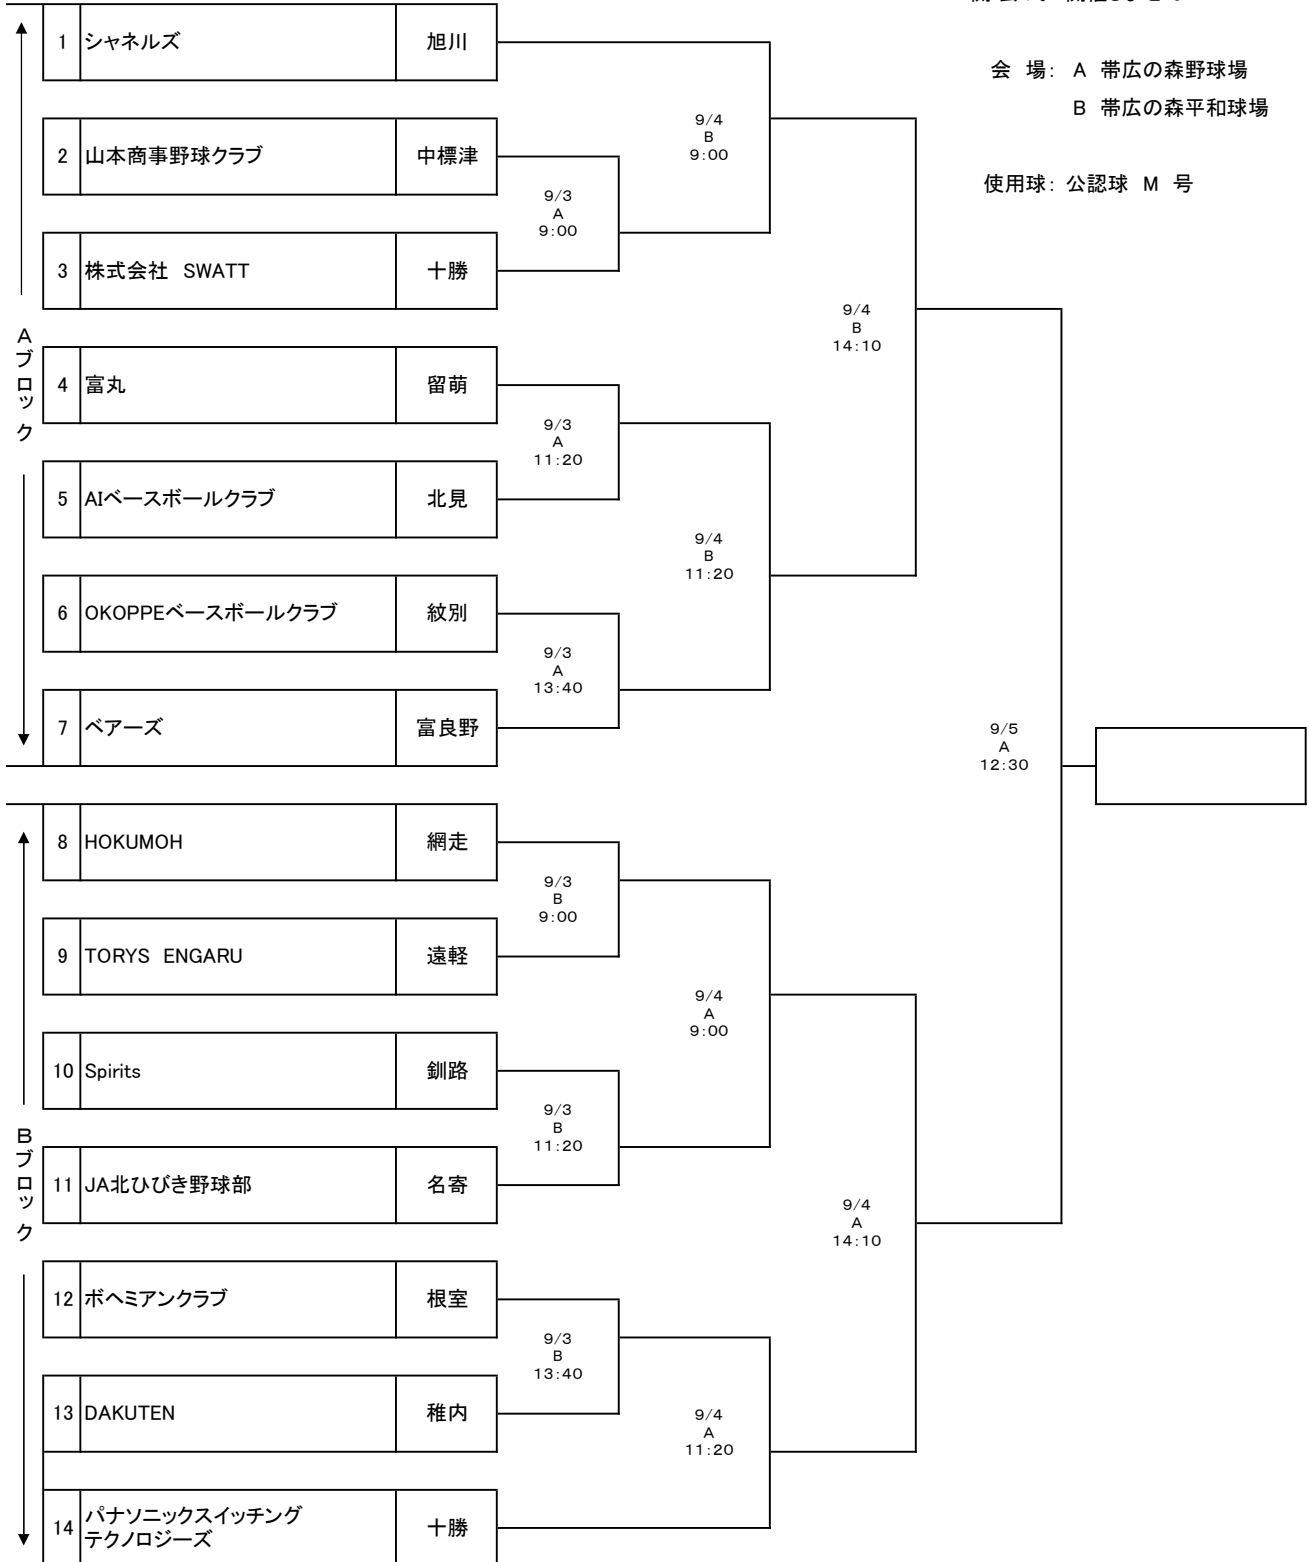 会 場: A 帯広の森野球場
B 帯広の森平和球場
使用球: 公認球 M 号
Aブロック
1 シャネルズ 旭川
2 山本商事野球クラブ 中標津
3 株式会社 SWATT 十勝
4 富丸 留萌
5 AIベースボールクラブ 北見
6 OKOPPEベースボールクラブ 紋別
7 ベアーズ 富良野
Bブロック
8 HOKUMOH 網走
9 TORYS ENGARU 遠軽
10 Spirits 釧路
11 JA北ひびき野球部 名寄
12 ボヘミアンクラブ 根室
13 DAKUTEN 稚内
14 パナソニックスイッチング
テクノロジーズ 十勝
9/3
A
9:00
9/3
A
11:20
9/3
A
13:40
9/3
B
9:00
9/3
B
11:20
9/3
B
13:40
9/4
B
9:00
9/4
B
11:20
9/4
A
9:00
9/4
A
11:20
9/4
B
14:10
9/4
A
14:10
9/5
A
12:30